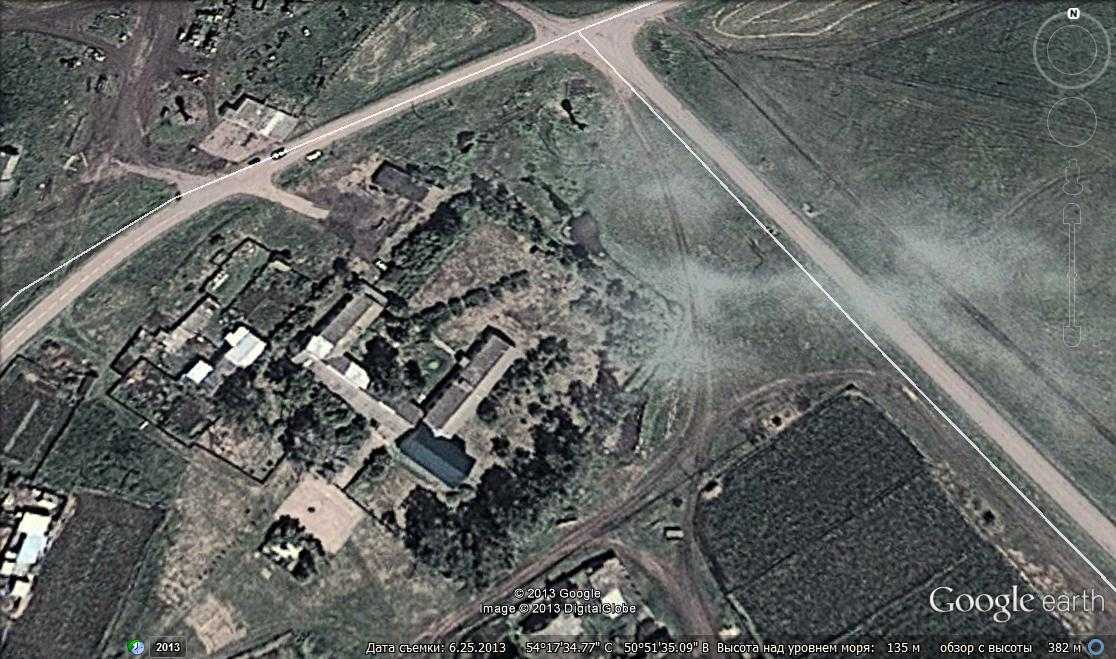 N
© 2013 Google
Image © 2013 DigitalGlobe
Google earth
2013 Дата съемки: 6.25.2013 54°17'34.77" С 50°51'35.09" В Высота над уровнем моря: 135 м обзор с высоты 382 м